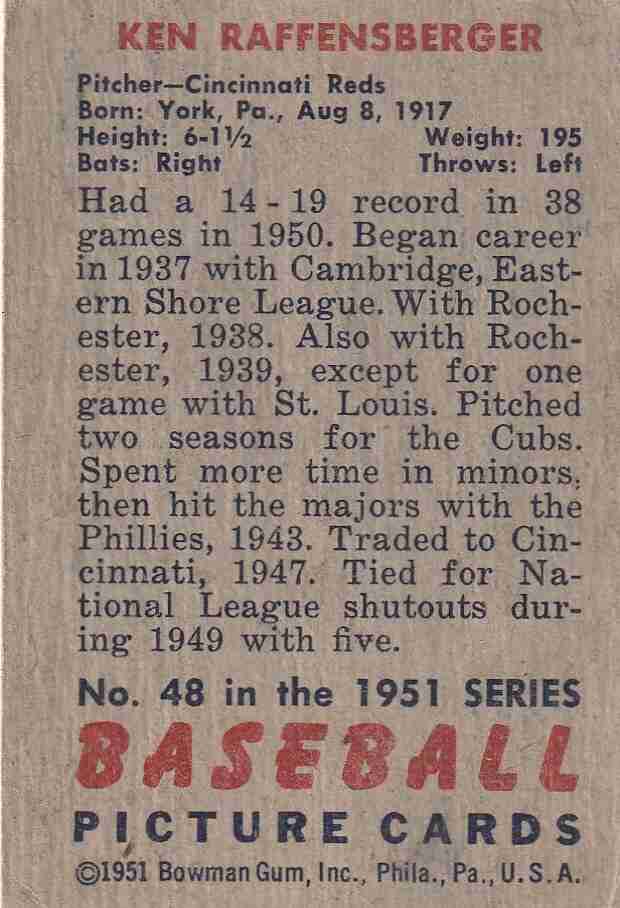 KEN RAFFENSBERGER
Pitcher—Cincinnati Reds
Born: York, Pa., Aug 8, 1917
Height: 6-1½ Weight: 195
Bats: Right Throws: Left
Had a 14-19 record in 38
games in 1950. Began career
in 1937 with Cambridge, East-
ern Shore League. With Roch-
ester, 1938. Also with Roch-
ester, 1939, except for one
game with St. Louis. Pitched
two seasons for the Cubs.
Spent more time in minors,
then hit the majors with the
Phillies, 1943. Traded to Cin-
cinnati, 1947. Tied for Na-
tional League shutouts dur-
ing 1949 with five.
No. 48 in the 1951 SERIES
BASEBALL
PICTURE CARDS
©1951 Bowman Gum, Inc., Phila., Pa., U.S.A.